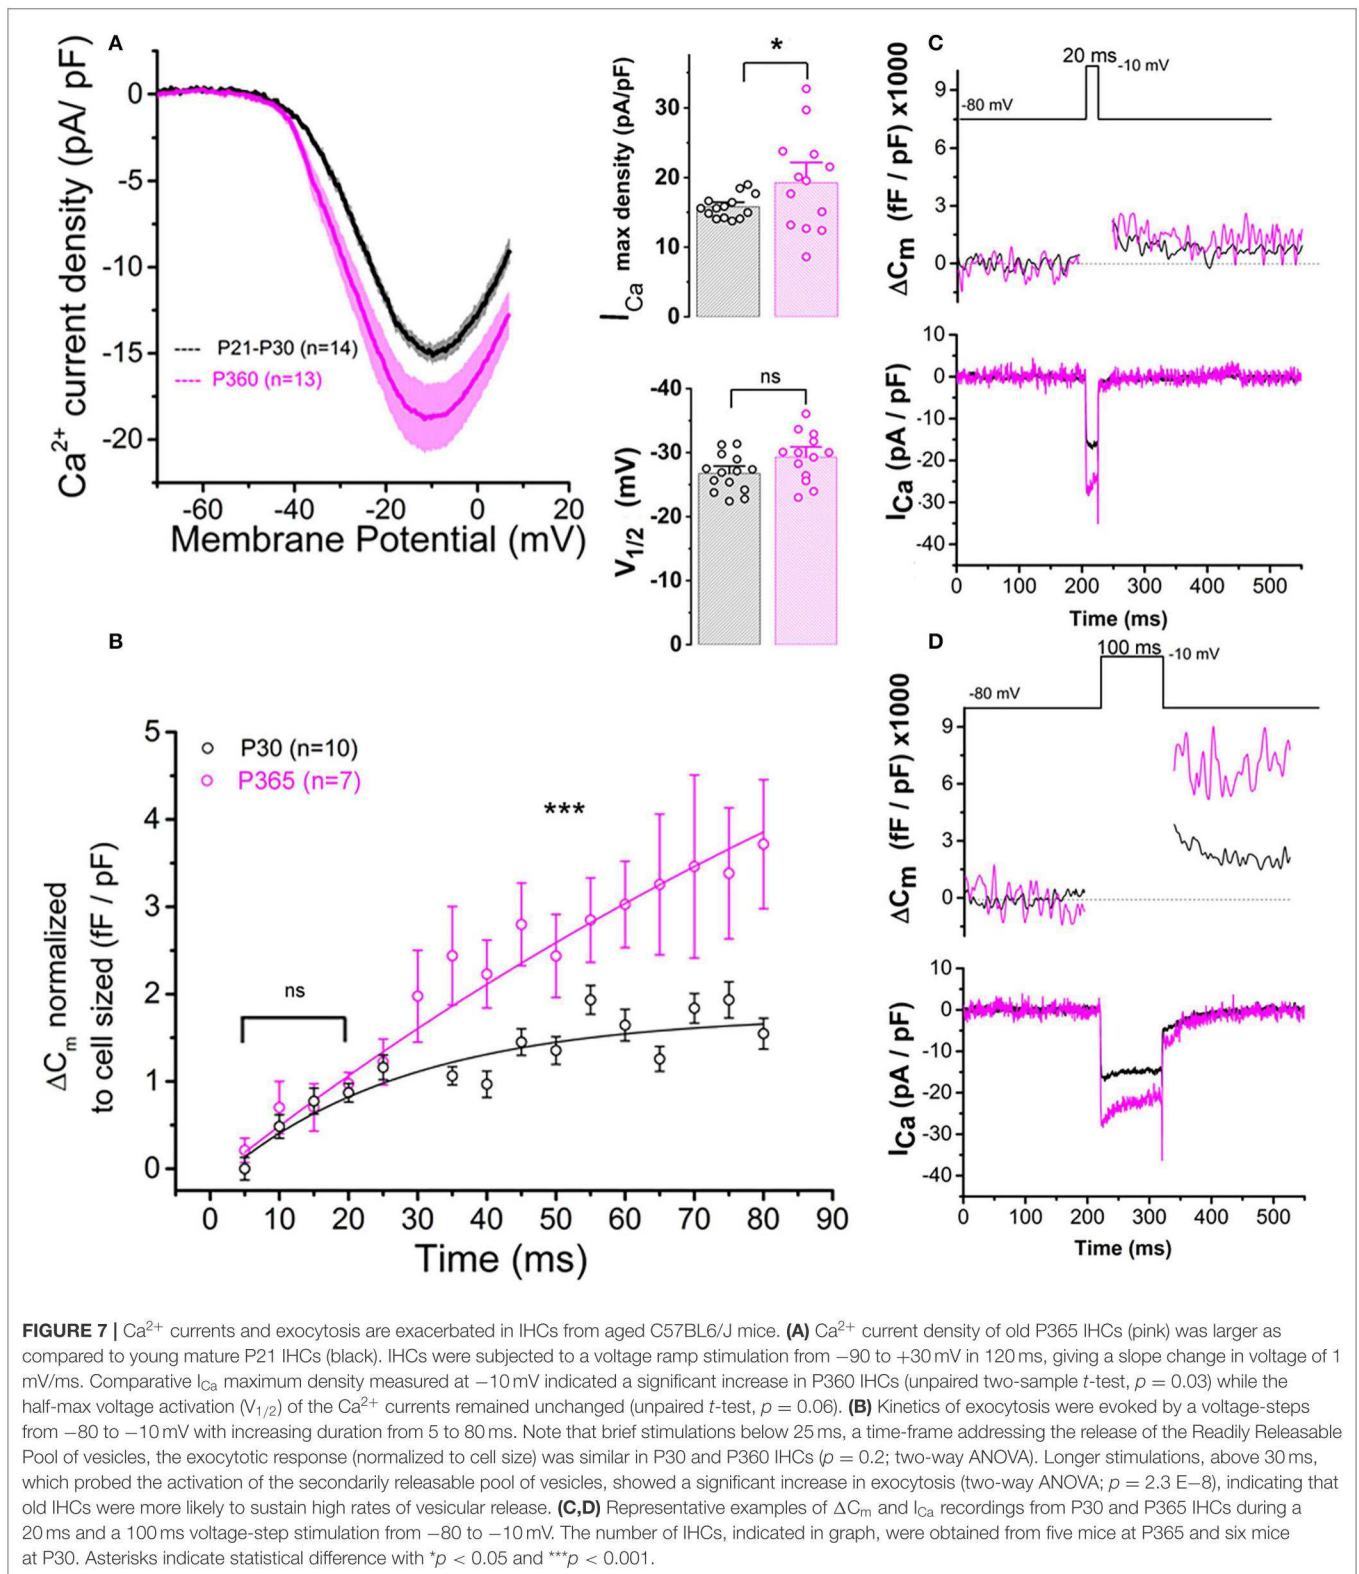 A
Ca2+ current density (pA/ pF)
0
-5
-10
-15
-20
P21-P30 (n=14)
P360 (n=13)
-60 -40 -20 0 20
Membrane Potential (mV)
*
ICa max density (pA/pF)
30
20
10
0
ns
V1/2 (mV)
-40
-30
-20
-10
0
C
20 ms
-10 mV
-80 mV
ΔCm (fF / pF) x1000
9
6
3
0
ICa (pA / pF)
10
0
-10
-20
-30
-40
0 100 200 300 400 500
Time (ms)
B
ΔCm normalized
to cell sized (fF / pF)
5
4
3
2
1
0
P30 (n=10)
P365 (n=7)
***
ns
0 10 20 30 40 50 60 70 80 90
Time (ms)
D
100 ms
-10 mV
-80 mV
ΔCm (fF / pF) x1000
9
6
3
0
ICa (pA / pF)
10
0
-10
-20
-30
-40
0 100 200 300 400 500
Time (ms)
FIGURE 7 | Ca2+ currents and exocytosis are exacerbated in IHCs from aged C57BL6/J mice. (A) Ca2+ current density of old P365 IHCs (pink) was larger as
compared to young mature P21 IHCs (black). IHCs were subjected to a voltage ramp stimulation from −90 to +30 mV in 120 ms, giving a slope change in voltage of 1
mV/ms. Comparative ICa maximum density measured at −10 mV indicated a significant increase in P360 IHCs (unpaired two-sample t-test, p = 0.03) while the
half-max voltage activation (V1/2) of the Ca2+ currents remained unchanged (unpaired t-test, p = 0.06). (B) Kinetics of exocytosis were evoked by a voltage-steps
from −80 to −10 mV with increasing duration from 5 to 80 ms. Note that brief stimulations below 25 ms, a time-frame addressing the release of the Readily Releasable
Pool of vesicles, the exocytotic response (normalized to cell size) was similar in P30 and P360 IHCs (p = 0.2; two-way ANOVA). Longer stimulations, above 30 ms,
which probed the activation of the secondarily releasable pool of vesicles, showed a significant increase in exocytosis (two-way ANOVA; p = 2.3 E−8), indicating that
old IHCs were more likely to sustain high rates of vesicular release. (C,D) Representative examples of ΔCm and ICa recordings from P30 and P365 IHCs during a
20 ms and a 100 ms voltage-step stimulation from −80 to −10 mV. The number of IHCs, indicated in graph, were obtained from five mice at P365 and six mice
at P30. Asterisks indicate statistical difference with *p < 0.05 and ***p < 0.001.